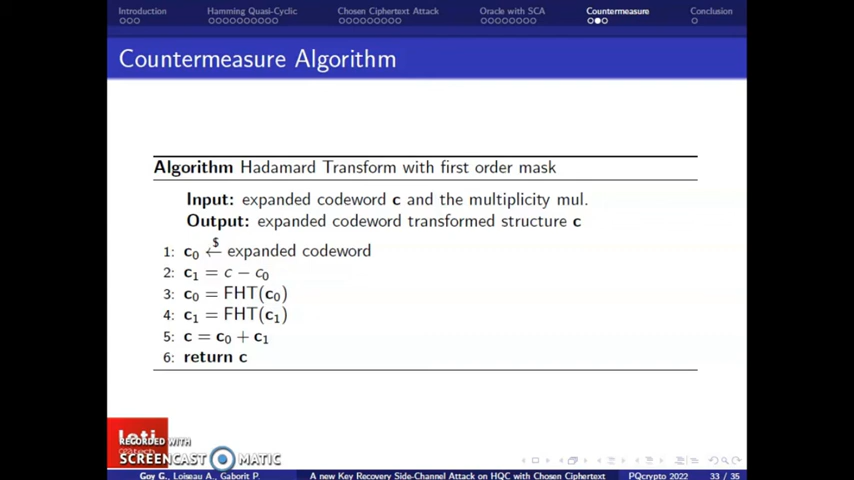 Introduction Hamming Quasi-Cyclic Chosen Ciphertext Attack Oracle with SCA Countermeasure Conclusion
Countermeasure Algorithm
Algorithm Hadamard Transform with first order mask
Input: expanded codeword c and the multiplicity mul.
Output: expanded codeword transformed structure c
1: c₀ ←$ expanded codeword
2: c₁ = c − c₀
3: c₀ = FHT(c₀)
4: c₁ = FHT(c₁)
5: c = c₀ + c₁
6: return c
leti
RECORDED WITH
SCREENCAST MATIC
Goy G., Loiseau A., Gaborit P. A new Key Recovery Side-Channel Attack on HQC with Chosen Ciphertext PQcrypto 2022 33 / 35